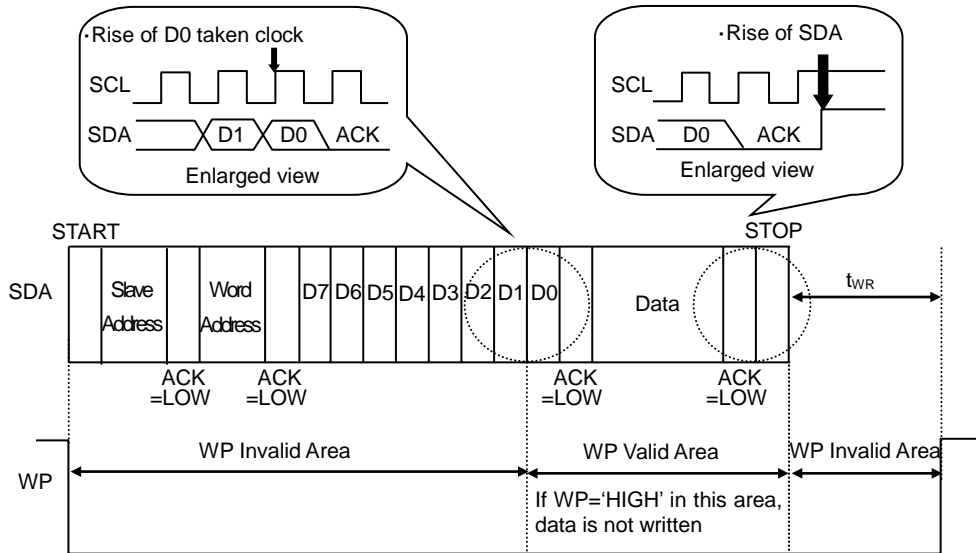 ・Rise of D0 taken clock
SCL
SDA
D1
D0
ACK
Enlarged view
・Rise of SDA
SCL
SDA
D0
ACK
Enlarged view
START
STOP
SDA
Slave
Address
Word
Address
D7
D6
D5
D4
D3
D2
D1
D0
Data
tWR
ACK
=LOW
ACK
=LOW
ACK
=LOW
ACK
=LOW
WP
WP Invalid Area
WP Valid Area
WP Invalid Area
If WP=‘HIGH’ in this area,
data is not written